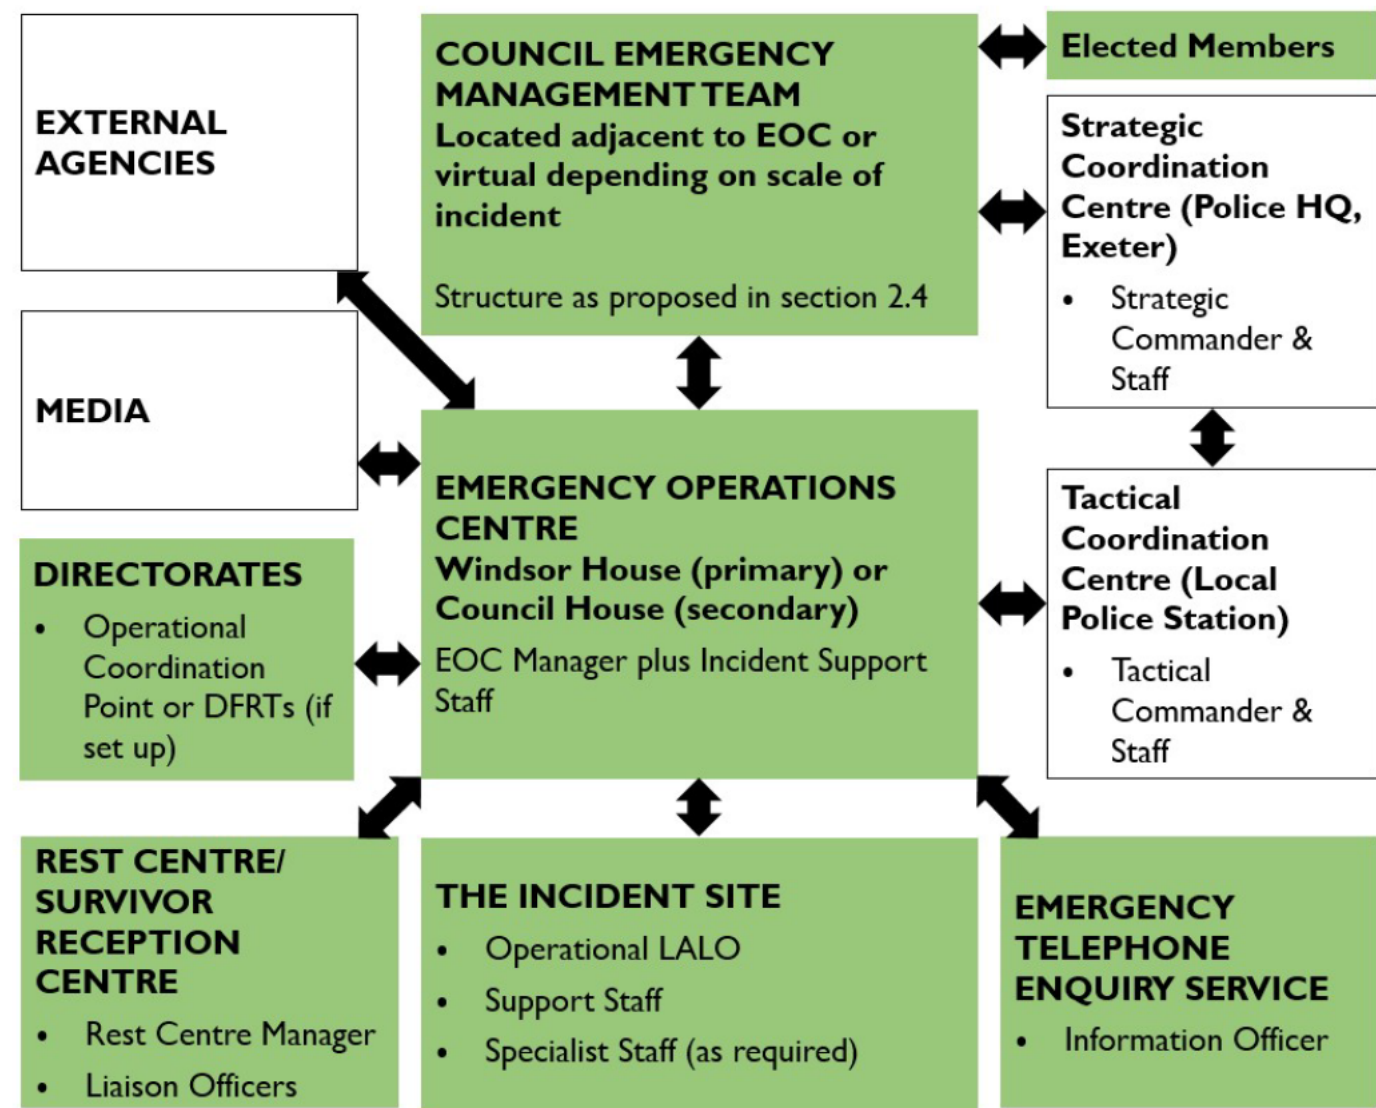 EXTERNAL
AGENCIES
COUNCIL EMERGENCY
MANAGEMENT TEAM
Located adjacent to EOC or
virtual depending on scale of
incident
Structure as proposed in section 2.4
Elected Members
Strategic
Coordination
Centre (Police HQ,
Exeter)
• Strategic
Commander &
Staff
MEDIA
EMERGENCY OPERATIONS
CENTRE
Windsor House (primary) or
Council House (secondary)
EOC Manager plus Incident Support
Staff
Tactical
Coordination
Centre (Local
Police Station)
• Tactical
Commander &
Staff
DIRECTORATES
• Operational
Coordination
Point or DFRTs (if
set up)
REST CENTRE/
SURVIVOR
RECEPTION
CENTRE
• Rest Centre Manager
• Liaison Officers
THE INCIDENT SITE
• Operational LALO
• Support Staff
• Specialist Staff (as required)
EMERGENCY
TELEPHONE
ENQUIRY SERVICE
• Information Officer